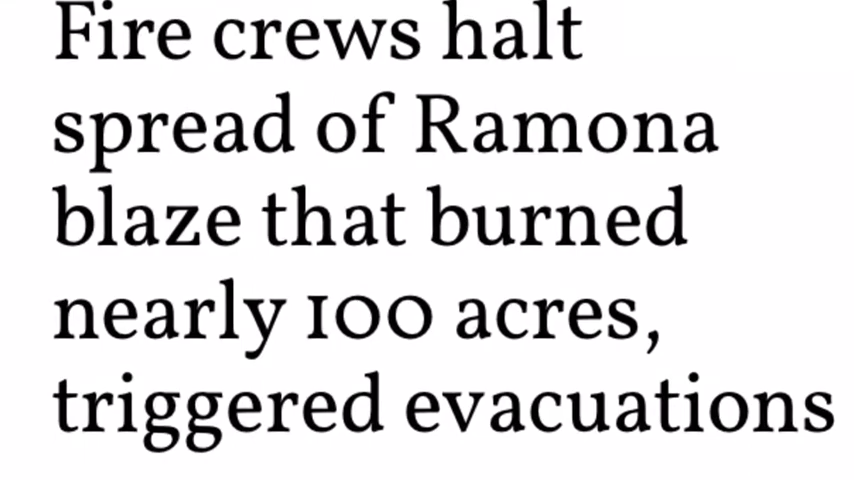 Fire crews halt
spread of Ramona
blaze that burned
nearly 100 acres,
triggered evacuations